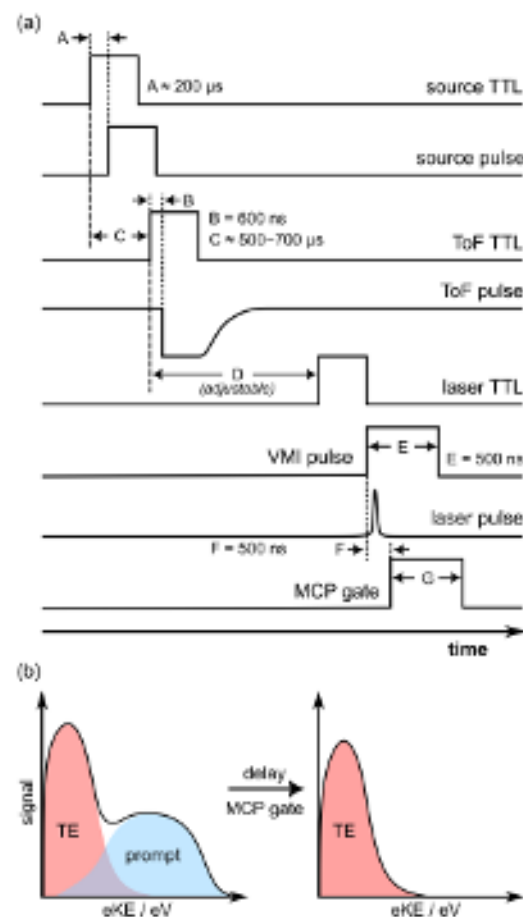 (a)
A
A ≈ 200 μs
source TTL
source pulse
B
B = 600 ns
C
C ≈ 500–700 μs
ToF TTL
ToF pulse
D
(adjustable)
laser TTL
VMI pulse
E
E = 500 ns
laser pulse
F = 500 ns
F
MCP gate
G
time
(b)
signal
TE
prompt
eKE / eV
delay
MCP gate
TE
eKE / eV